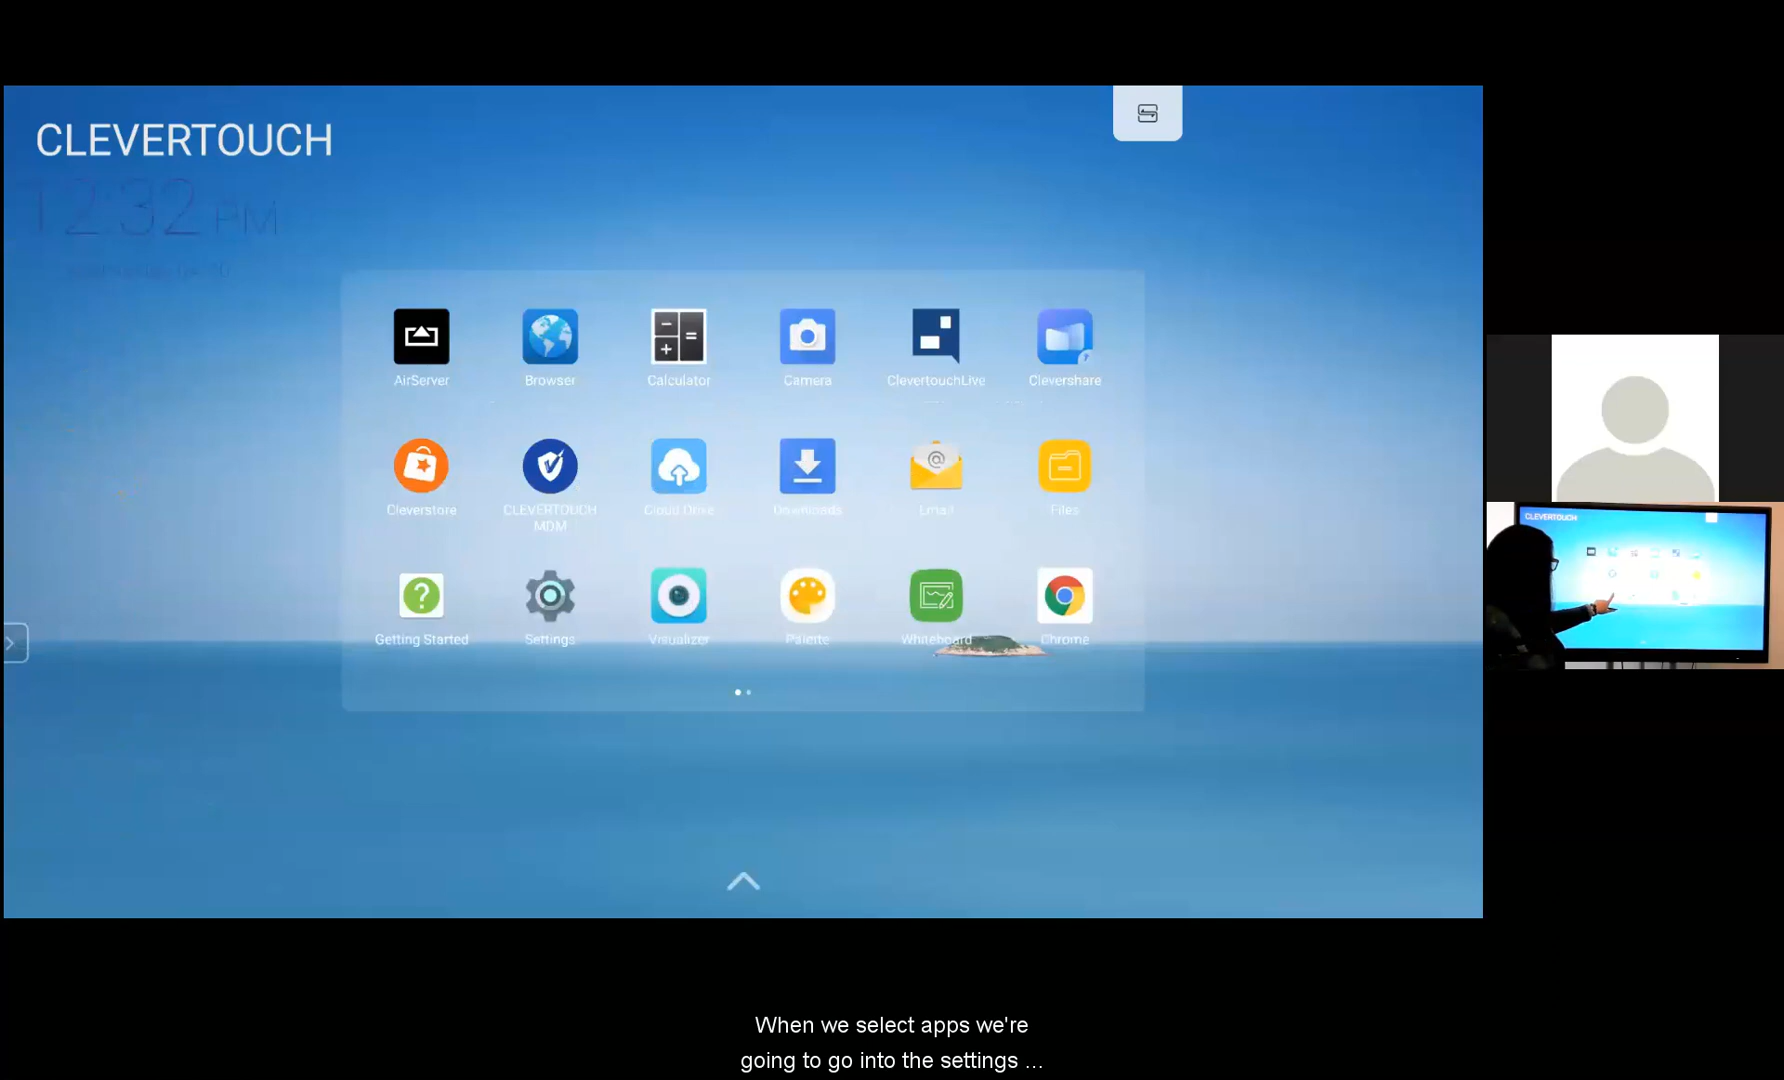 CLEVERTOUCH
12:32 PM
AirServer Browser Calculator Camera ClevertouchLive Clevershare
Cleverstore CLEVERTOUCH MDM Cloud Drive Downloads Email Files
Getting Started Settings Visualizer Palette Whiteboard Chrome
CLEVERTOUCH
When we select apps we're
going to go into the settings ...